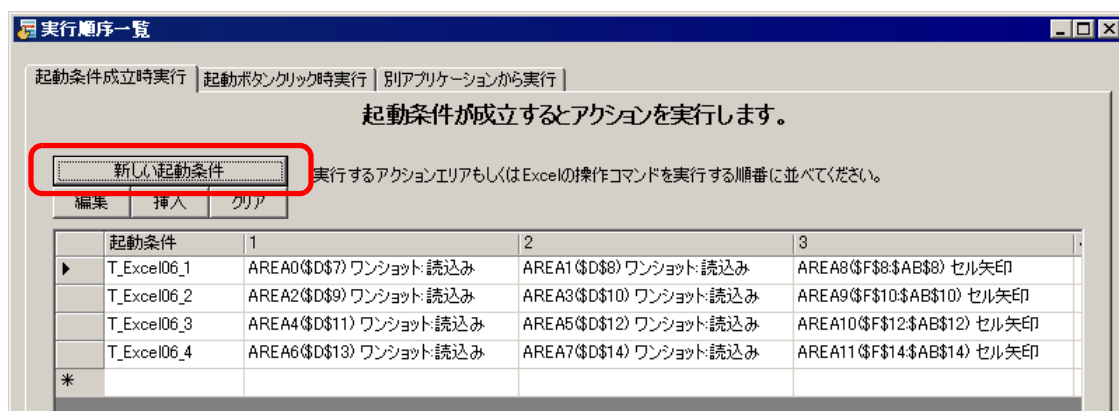 実行順序一覧
起動条件成立時実行 起動ボタンクリック時実行 別アプリケーションから実行
起動条件が成立するとアクションを実行します。
新しい起動条件 実行するアクションエリアもしくはExcelの操作コマンドを実行する順番に並べてください。
編集 挿入 クリア
起動条件 1 2 3
T_Excel06_1 AREA0($D$7) ワンショット:読込み AREA1($D$8) ワンショット:読込み AREA8($F$8:$AB$8) セル矢印
T_Excel06_2 AREA2($D$9) ワンショット:読込み AREA3($D$10) ワンショット:読込み AREA9($F$10:$AB$10) セル矢印
T_Excel06_3 AREA4($D$11) ワンショット:読込み AREA5($D$12) ワンショット:読込み AREA10($F$12:$AB$12) セル矢印
T_Excel06_4 AREA6($D$13) ワンショット:読込み AREA7($D$14) ワンショット:読込み AREA11($F$14:$AB$14) セル矢印